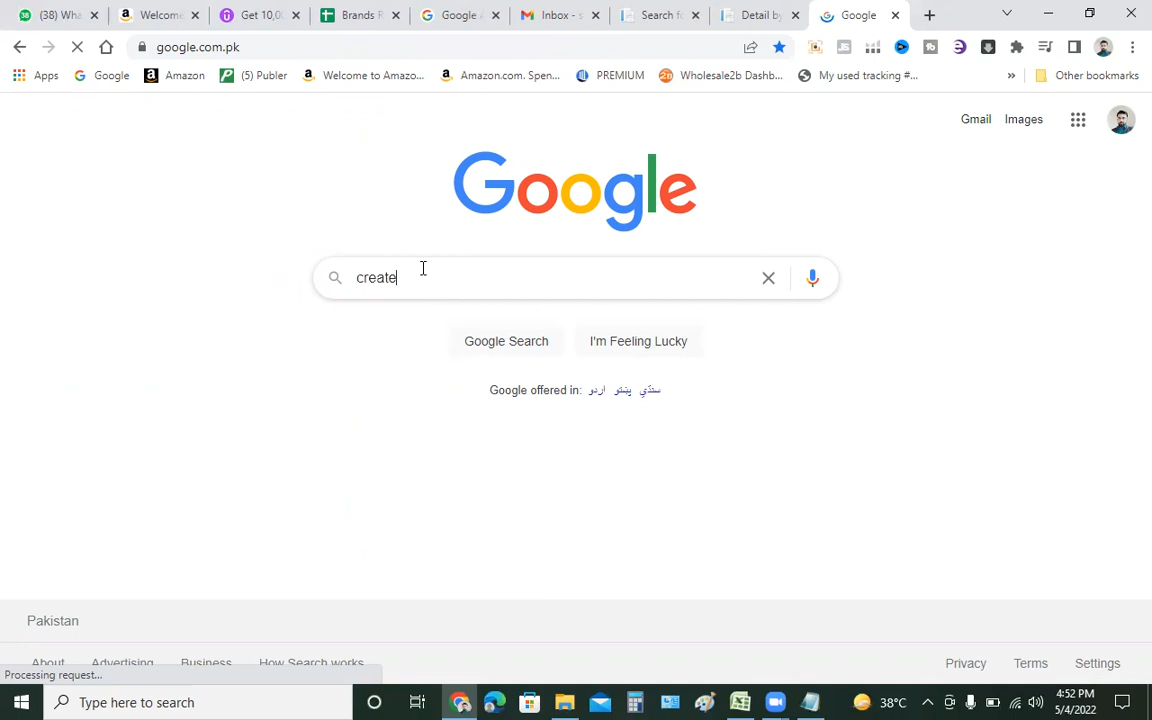 (38) Wha
Welcome
Get 10,0
Brands R
Google
Inbox - s
Search fo
Detail by
Google
google.com.pk
Apps
Google
Amazon
(5) Publer
Welcome to Amazo...
Amazon.com. Spen...
PREMIUM
Wholesale2b Dashb...
My used tracking #...
»
Other bookmarks
Gmail
Images
Google
create
Google Search
I'm Feeling Lucky
Google offered in: اردو پښتو سنڌي
Pakistan
About
Advertising
Business
How Search works
Privacy
Terms
Settings
Processing request...
Type here to search
38°C
4:52 PM
5/4/2022